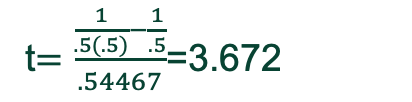 t= (1/.5(.5) − 1/.5)/.54467 =3.672